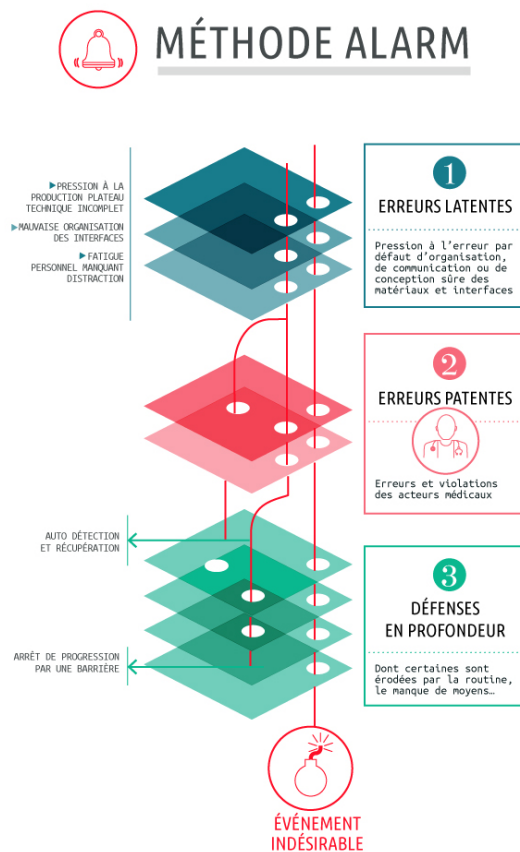 MÉTHODE ALARM
PRESSION À LA
PRODUCTION PLATEAU
TECHNIQUE INCOMPLET
MAUVAISE ORGANISATION
DES INTERFACES
FATIGUE
PERSONNEL MANQUANT
DISTRACTION
1
ERREURS LATENTES
Pression à l'erreur par
défaut d'organisation,
de communication ou de
conception sûre des
matériaux et interfaces
2
ERREURS PATENTES
Erreurs et violations
des acteurs médicaux
AUTO DÉTECTION
ET RÉCUPÉRATION
ARRÊT DE PROGRESSION
PAR UNE BARRIÈRE
3
DÉFENSES
EN PROFONDEUR
Dont certaines sont
érodées par la routine,
le manque de moyens…
ÉVÉNEMENT
INDÉSIRABLE